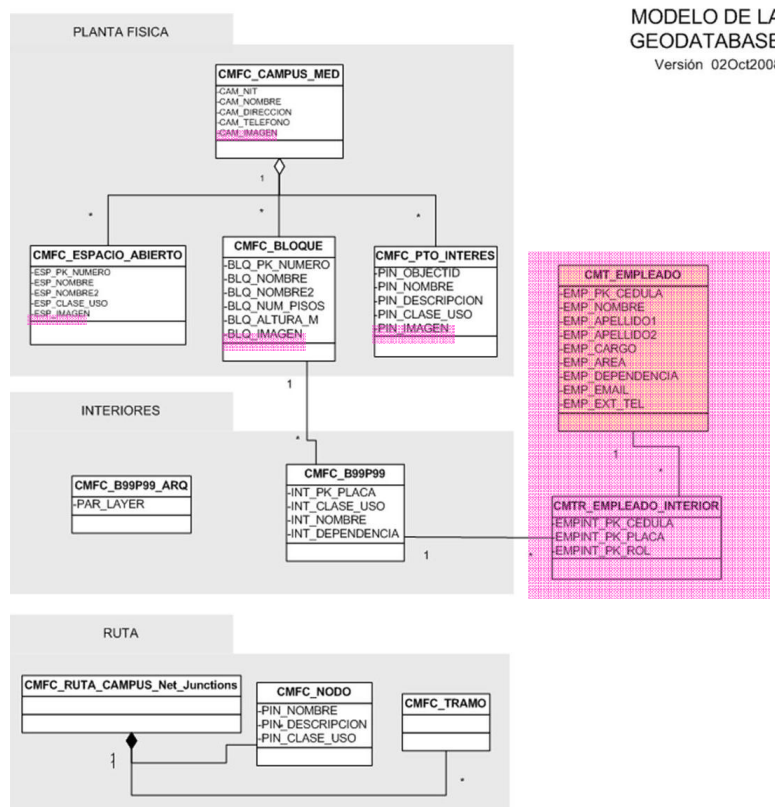 MODELO DE LA
GEODATABASE
Versión 02Oct2008
PLANTA FISICA
CMFC_CAMPUS_MED
-CAM_NIT
-CAM_NOMBRE
-CAM_DIRECCION
-CAM_TELEFONO
-CAM_IMAGEN
1
*
*
*
CMFC_ESPACIO_ABIERTO
-ESP_PK_NUMERO
-ESP_NOMBRE
-ESP_NOMBRE2
-ESP_CLASE_USO
-ESP_IMAGEN
CMFC_BLOQUE
-BLQ_PK_NUMERO
-BLQ_NOMBRE
-BLQ_NOMBRE2
-BLQ_NUM_PISOS
-BLQ_ALTURA_M
-BLQ_IMAGEN
CMFC_PTO_INTERES
-PIN_OBJECTID
-PIN_NOMBRE
-PIN_DESCRIPCION
-PIN_CLASE_USO
-PIN_IMAGEN
CMT_EMPLEADO
-EMP_PK_CEDULA
-EMP_NOMBRE
-EMP_APELLIDO1
-EMP_APELLIDO2
-EMP_CARGO
-EMP_AREA
-EMP_DEPENDENCIA
-EMP_EMAIL
-EMP_EXT_TEL
1
*
1
*
INTERIORES
CMFC_B99P99_ARQ
-PAR_LAYER
CMFC_B99P99
-INT_PK_PLACA
-INT_CLASE_USO
-INT_NOMBRE
-INT_DEPENDENCIA
CMTR_EMPLEADO_INTERIOR
-EMPINT_PK_CEDULA
-EMPINT_PK_PLACA
-EMPINT_PK_ROL
1
*
RUTA
CMFC_RUTA_CAMPUS_Net_Junctions
CMFC_NODO
-PIN_NOMBRE
-PIN_DESCRIPCION
-PIN_CLASE_USO
CMFC_TRAMO
1
1
*
*